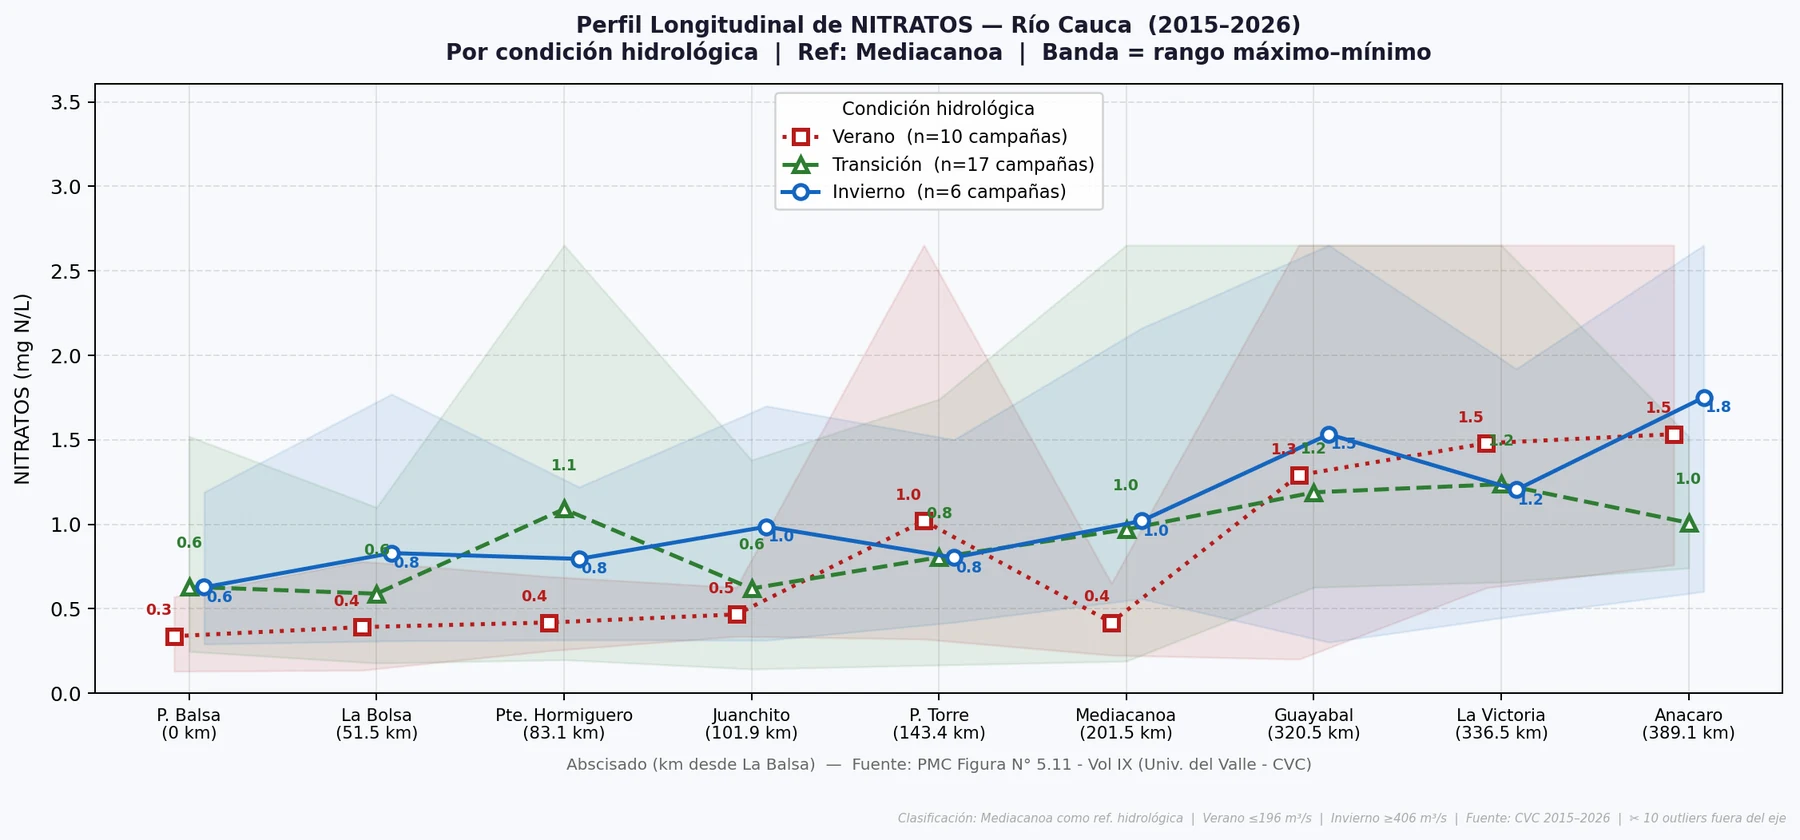 Perfil Longitudinal de NITRATOS — Río Cauca  (2015–2026)
Por condición hidrológica  |  Ref: Mediacanoa  |  Banda = rango máximo–mínimo
NITRATOS (mg N/L)
3.5
3.0
2.5
2.0
1.5
1.0
0.5
0.0
Condición hidrológica
Verano  (n=10 campañas)
Transición  (n=17 campañas)
Invierno  (n=6 campañas)
0.3
0.4
0.4
0.5
1.0
0.4
1.3
1.5
1.5
0.6
0.6
1.1
0.6
0.8
1.0
1.2
1.2
1.0
0.6
0.8
0.8
1.0
0.8
1.0
1.5
1.2
1.8
P. Balsa
(0 km)
La Bolsa
(51.5 km)
Pte. Hormiguero
(83.1 km)
Juanchito
(101.9 km)
P. Torre
(143.4 km)
Mediacanoa
(201.5 km)
Guayabal
(320.5 km)
La Victoria
(336.5 km)
Anacaro
(389.1 km)
Abscisado (km desde La Balsa)  —  Fuente: PMC Figura N° 5.11 - Vol IX (Univ. del Valle - CVC)
Clasificación: Mediacanoa como ref. hidrológica  |  Verano ≤196 m³/s  |  Invierno ≥406 m³/s  |  Fuente: CVC 2015–2026  |  ✂ 10 outliers fuera del eje